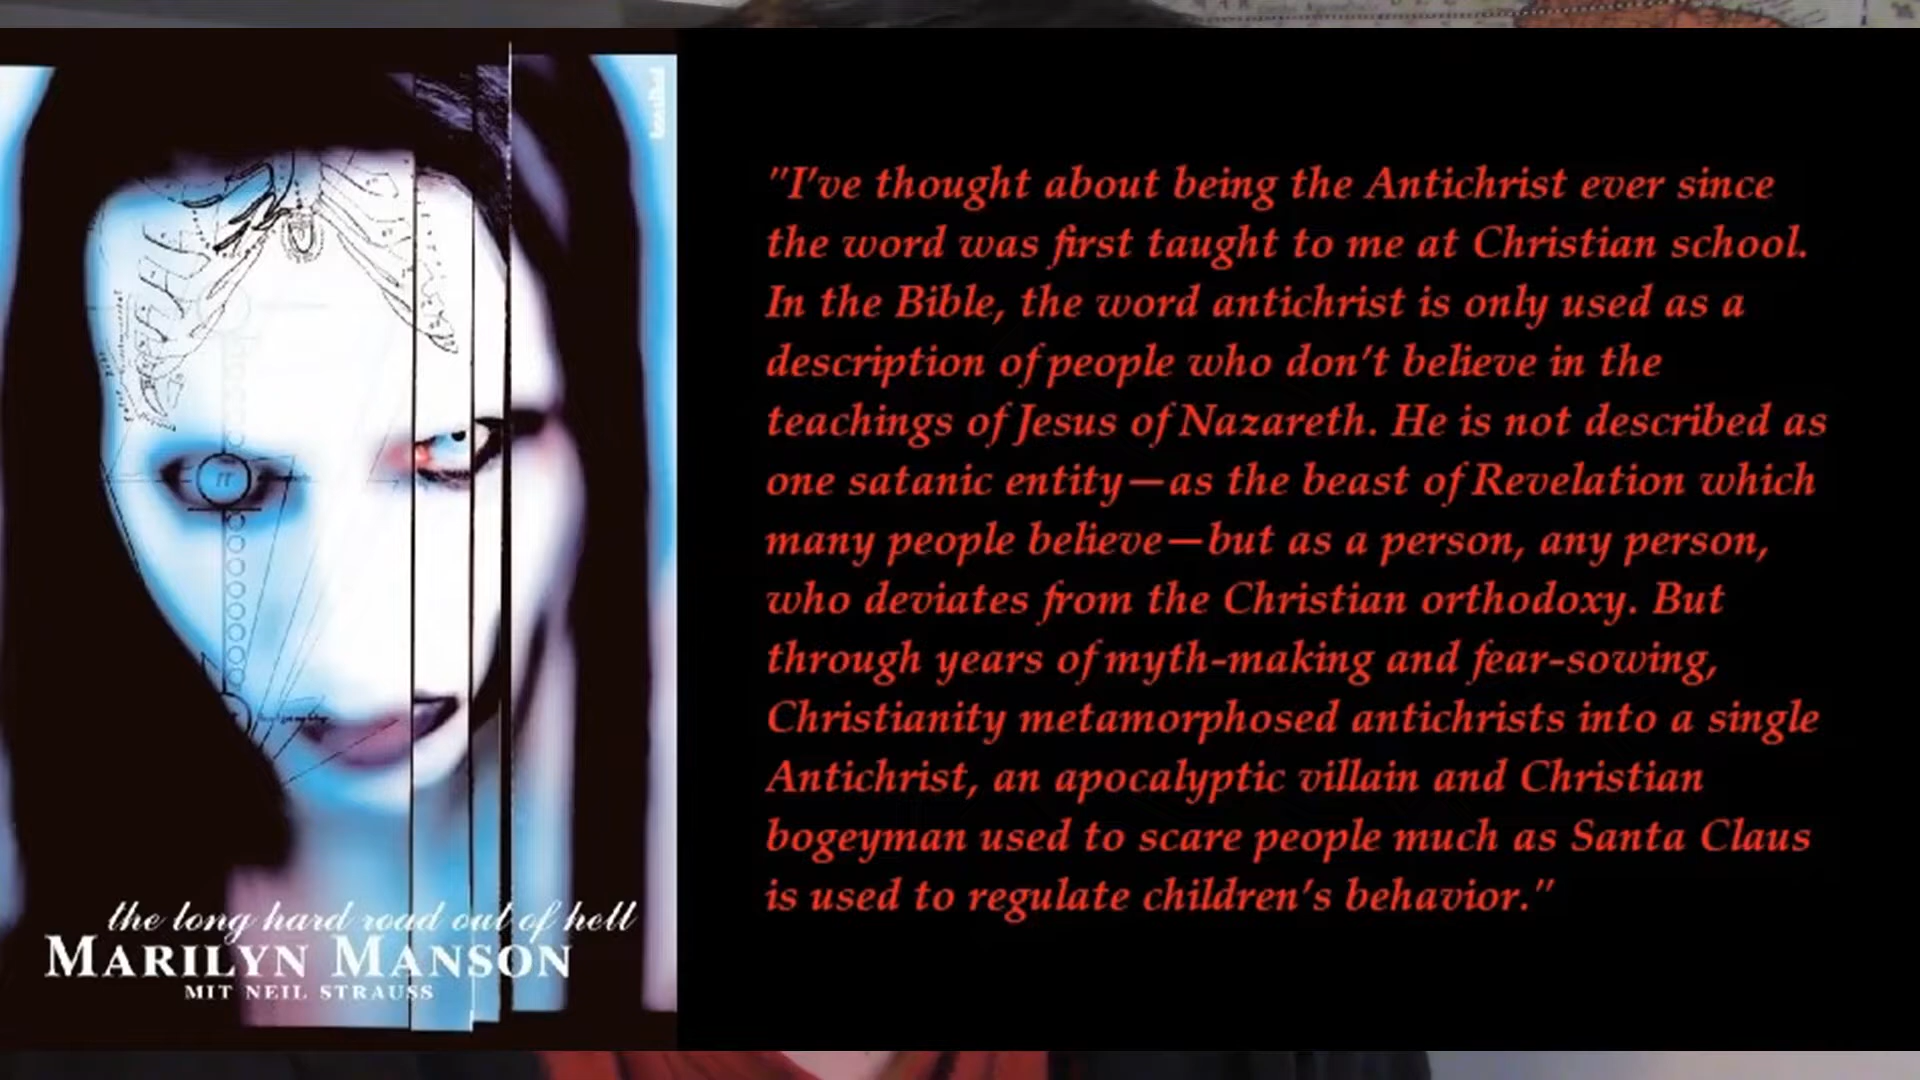 "I've thought about being the Antichrist ever since
the word was first taught to me at Christian school.
In the Bible, the word antichrist is only used as a
description of people who don't believe in the
teachings of Jesus of Nazareth. He is not described as
one satanic entity—as the beast of Revelation which
many people believe—but as a person, any person,
who deviates from the Christian orthodoxy. But
through years of myth-making and fear-sowing,
Christianity metamorphosed antichrists into a single
Antichrist, an apocalyptic villain and Christian
bogeyman used to scare people much as Santa Claus
is used to regulate children's behavior."
the long hard road out of hell
MARILYN MANSON
MIT NEIL STRAUSS